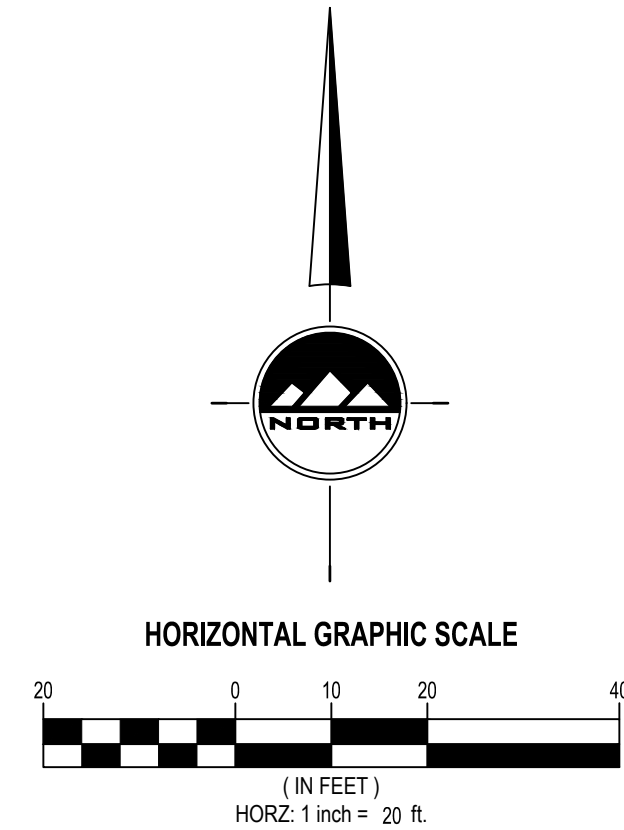 NORTH
HORIZONTAL GRAPHIC SCALE
20 0 10 20 40
( IN FEET )
HORZ: 1 inch = 20 ft.